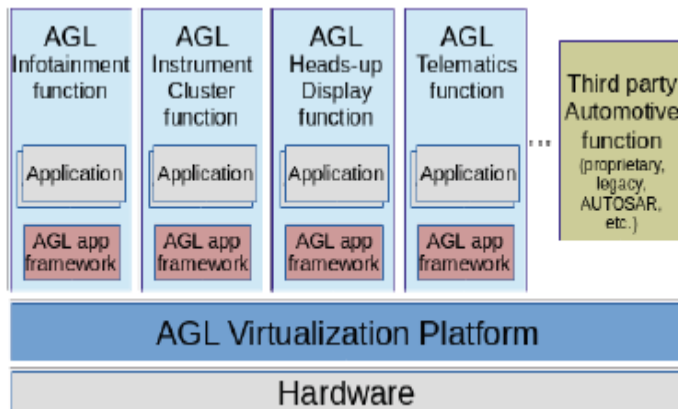 AGL
Infotainment
function
Application
AGL app
framework
AGL
Instrument
Cluster
function
Application
AGL app
framework
AGL
Heads-up
Display
function
Application
AGL app
framework
AGL
Telematics
function
Application
AGL app
framework
...
Third party
Automotive
function
(proprietary,
legacy,
AUTOSAR,
etc.}
AGL Virtualization Platform
Hardware